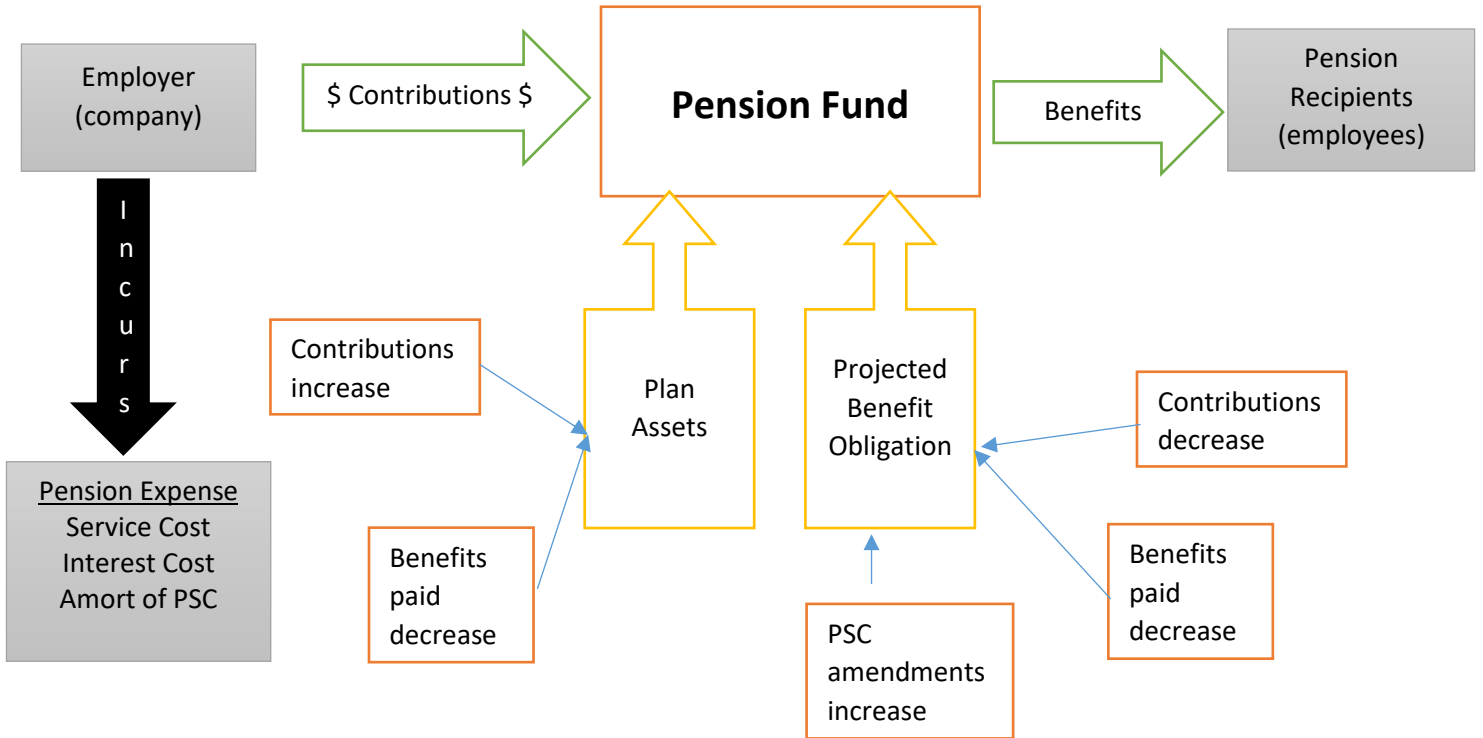 Employer
(company)
$ Contributions $
Pension Fund
Benefits
Pension
Recipients
(employees)
I
n
c
u
r
s
Pension Expense
Service Cost
Interest Cost
Amort of PSC
Contributions
increase
Benefits
paid
decrease
Plan
Assets
Projected
Benefit
Obligation
Contributions
decrease
Benefits
paid
decrease
PSC
amendments
increase